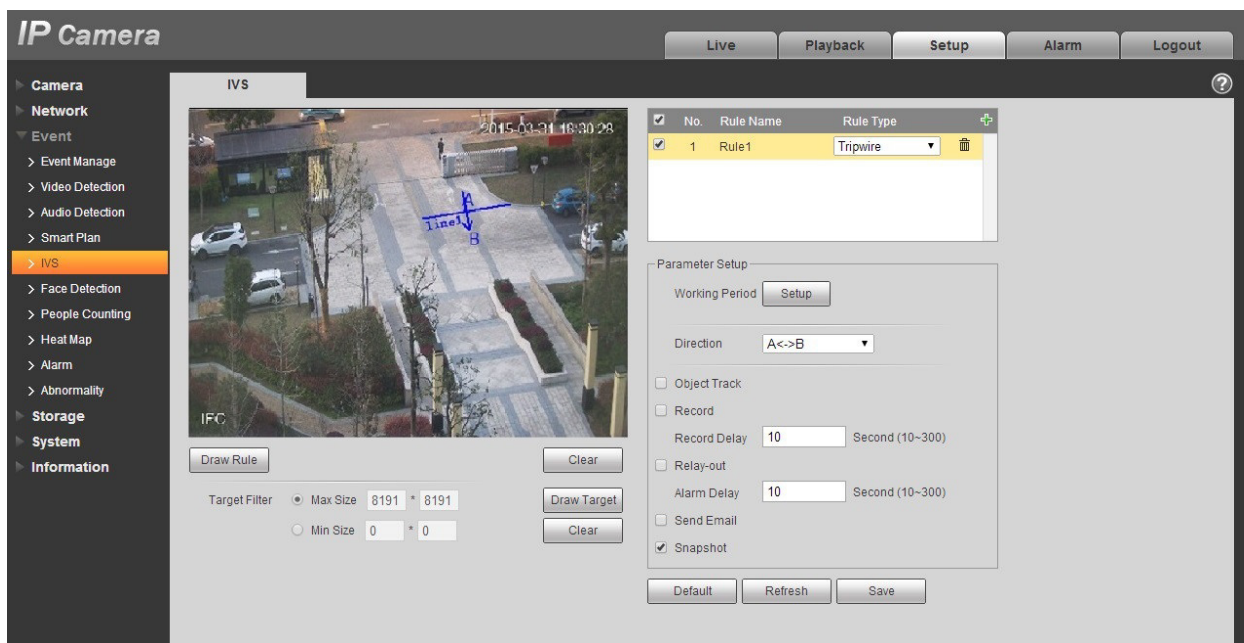 IP Camera
Live
Playback
Setup
Alarm
Logout
Camera
Network
Event
> Event Manage
> Video Detection
> Audio Detection
> Smart Plan
> IVS
> Face Detection
> People Counting
> Heat Map
> Alarm
> Abnormality
Storage
System
Information
IVS
?
2015-03-31 18:30:28
A
line1
B
IPC
Draw Rule
Clear
Target Filter Max Size 8191 * 8191
Draw Target
Min Size 0 * 0
Clear
No. Rule Name Rule Type
1 Rule1 Tripwire
Parameter Setup
Working Period Setup
Direction A<->B
Object Track
Record
Record Delay 10 Second (10~300)
Relay-out
Alarm Delay 10 Second (10~300)
Send Email
Snapshot
Default
Refresh
Save